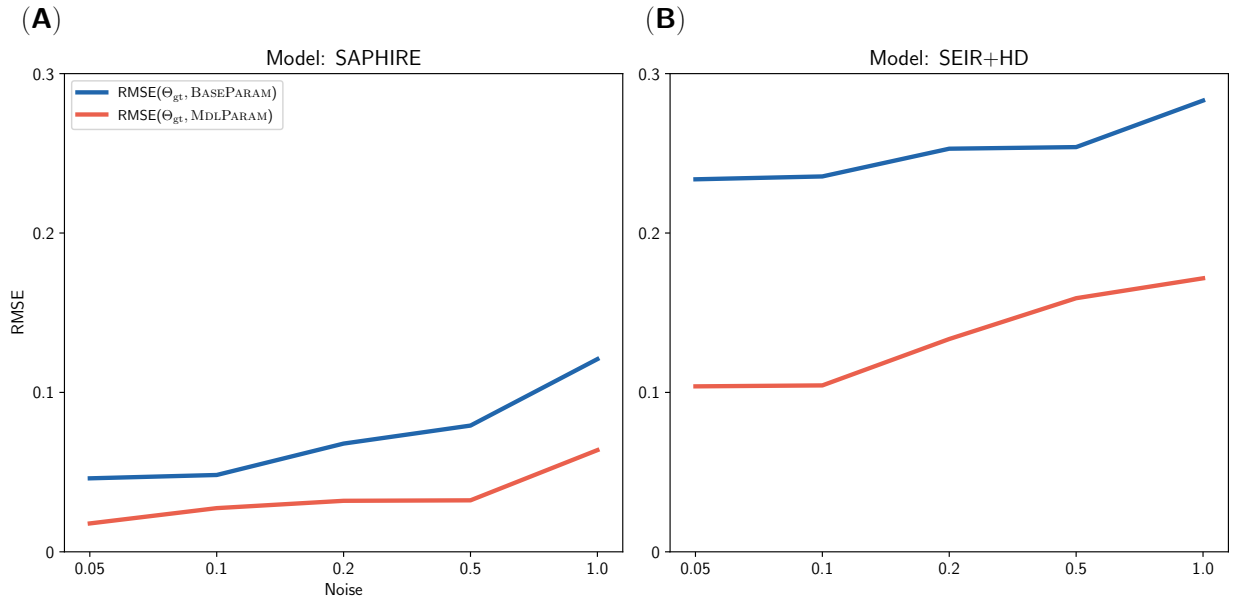 (A)
Model: SAPHIRE
0.3
0.2
0.1
0
RMSE
RMSE(Θgt, BASEPARAM)
RMSE(Θgt, MDLPARAM)
0.05 0.1 0.2 0.5 1.0
Noise
(B)
Model: SEIR+HD
0.3
0.2
0.1
0
0.05 0.1 0.2 0.5 1.0